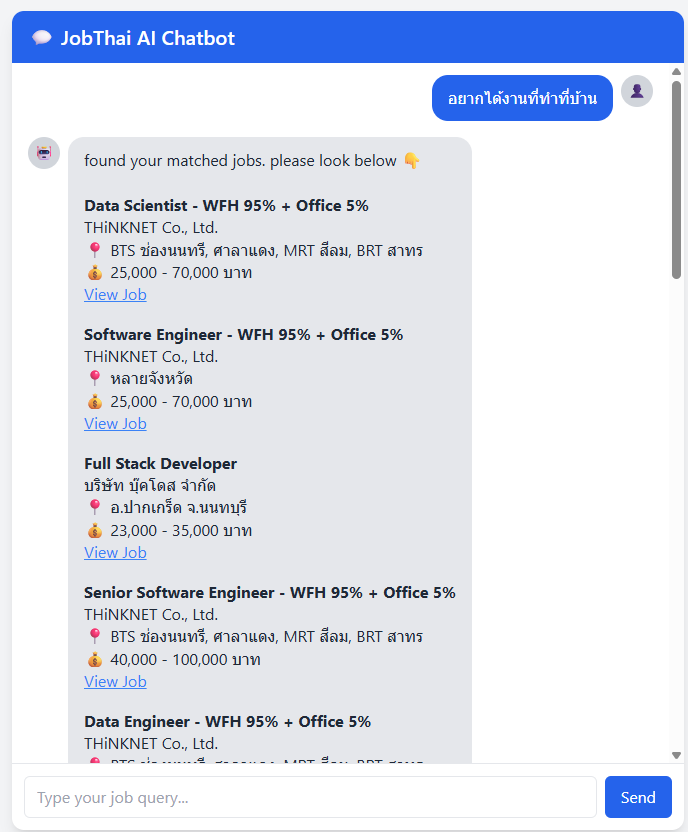 JobThai AI Chatbot
อยากได้งานที่ทำที่บ้าน
found your matched jobs. please look below 👇
Data Scientist - WFH 95% + Office 5%
THiNKNET Co., Ltd.
📍 BTS ช่องนนทรี, ศาลาแดง, MRT สีลม, BRT สาทร
💰 25,000 - 70,000 บาท
View Job
Software Engineer - WFH 95% + Office 5%
THiNKNET Co., Ltd.
📍 หลายจังหวัด
💰 25,000 - 70,000 บาท
View Job
Full Stack Developer
บริษัท บุ๊คโดส จำกัด
📍 อ.ปากเกร็ด จ.นนทบุรี
💰 23,000 - 35,000 บาท
View Job
Senior Software Engineer - WFH 95% + Office 5%
THiNKNET Co., Ltd.
📍 BTS ช่องนนทรี, ศาลาแดง, MRT สีลม, BRT สาทร
💰 40,000 - 100,000 บาท
View Job
Data Engineer - WFH 95% + Office 5%
THiNKNET Co., Ltd.
Type your job query...
Send